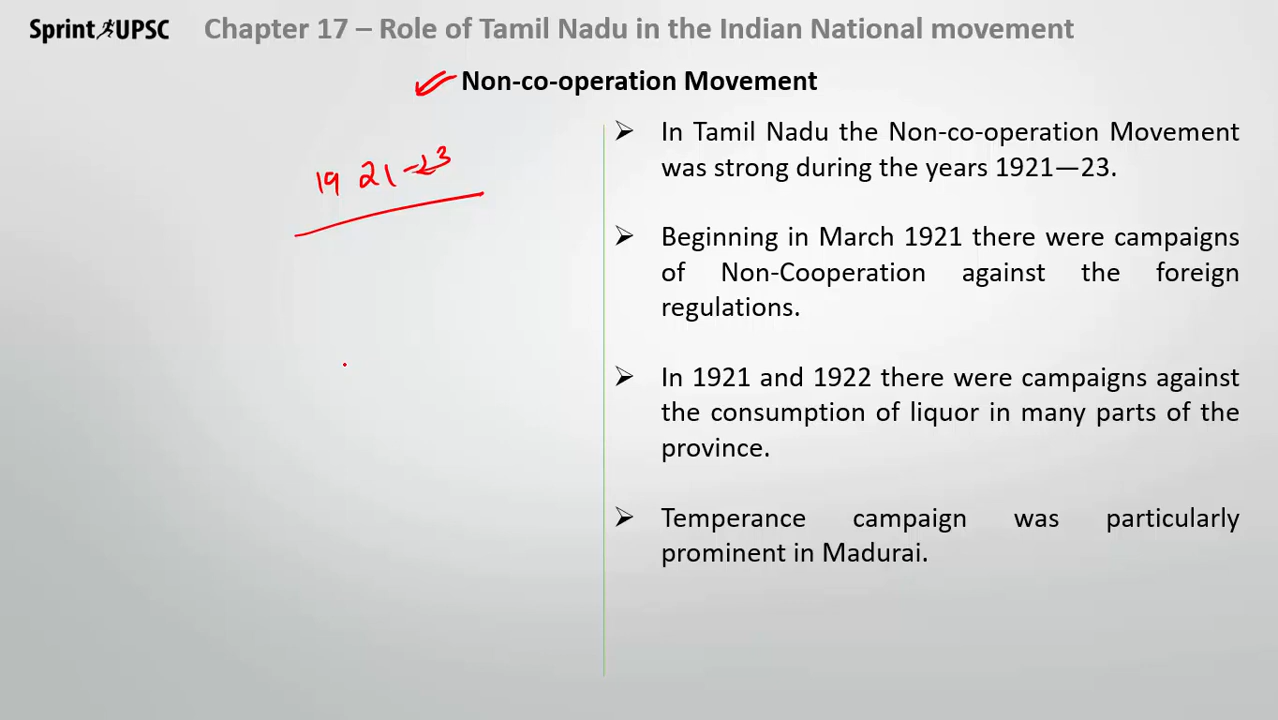 Sprint UPSC
Chapter 17 – Role of Tamil Nadu in the Indian National movement
Non-co-operation Movement
19 21-23
➢ In Tamil Nadu the Non-co-operation Movement
was strong during the years 1921—23.
➢ Beginning in March 1921 there were campaigns
of Non-Cooperation against the foreign
regulations.
➢ In 1921 and 1922 there were campaigns against
the consumption of liquor in many parts of the
province.
➢ Temperance campaign was particularly
prominent in Madurai.